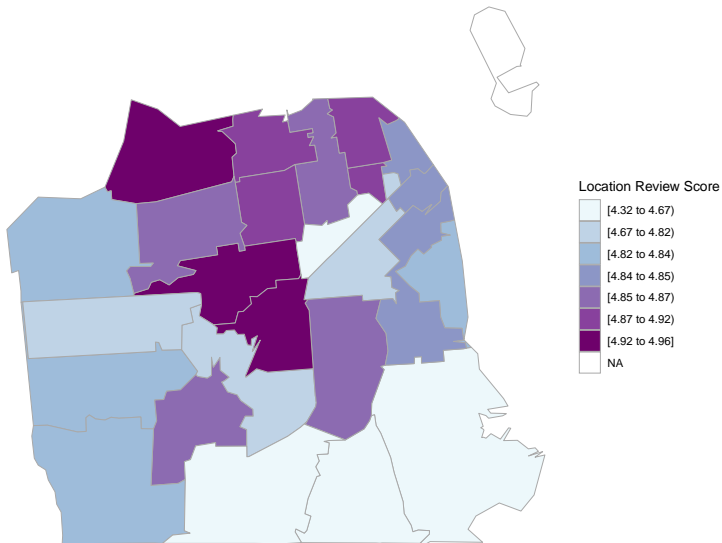 Location Review Score
[4.32 to 4.67)
[4.67 to 4.82)
[4.82 to 4.84)
[4.84 to 4.85)
[4.85 to 4.87)
[4.87 to 4.92)
[4.92 to 4.96]
NA